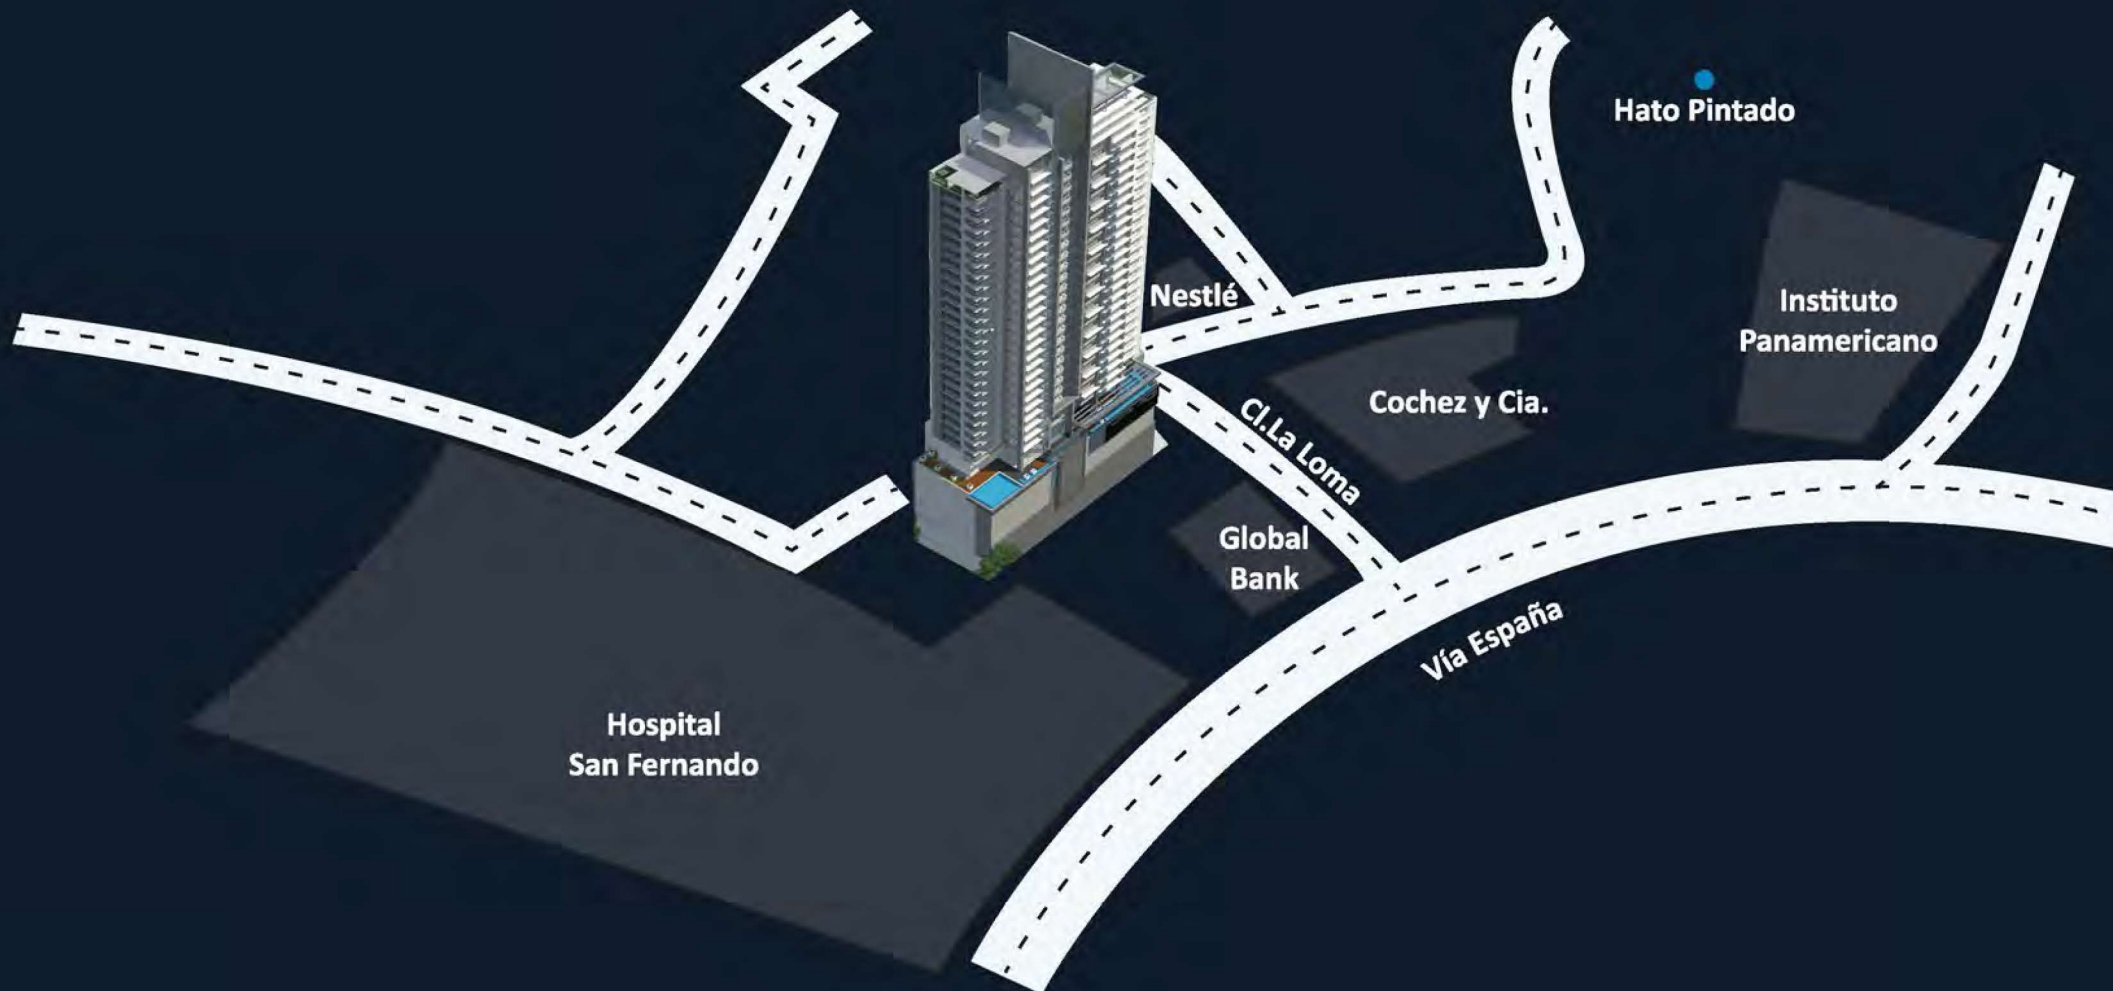 Hato Pintado
Nestlé
Instituto
Panamericano
Cochez y Cia.
Cl.La Loma
Global
Bank
Vía España
Hospital
San Fernando